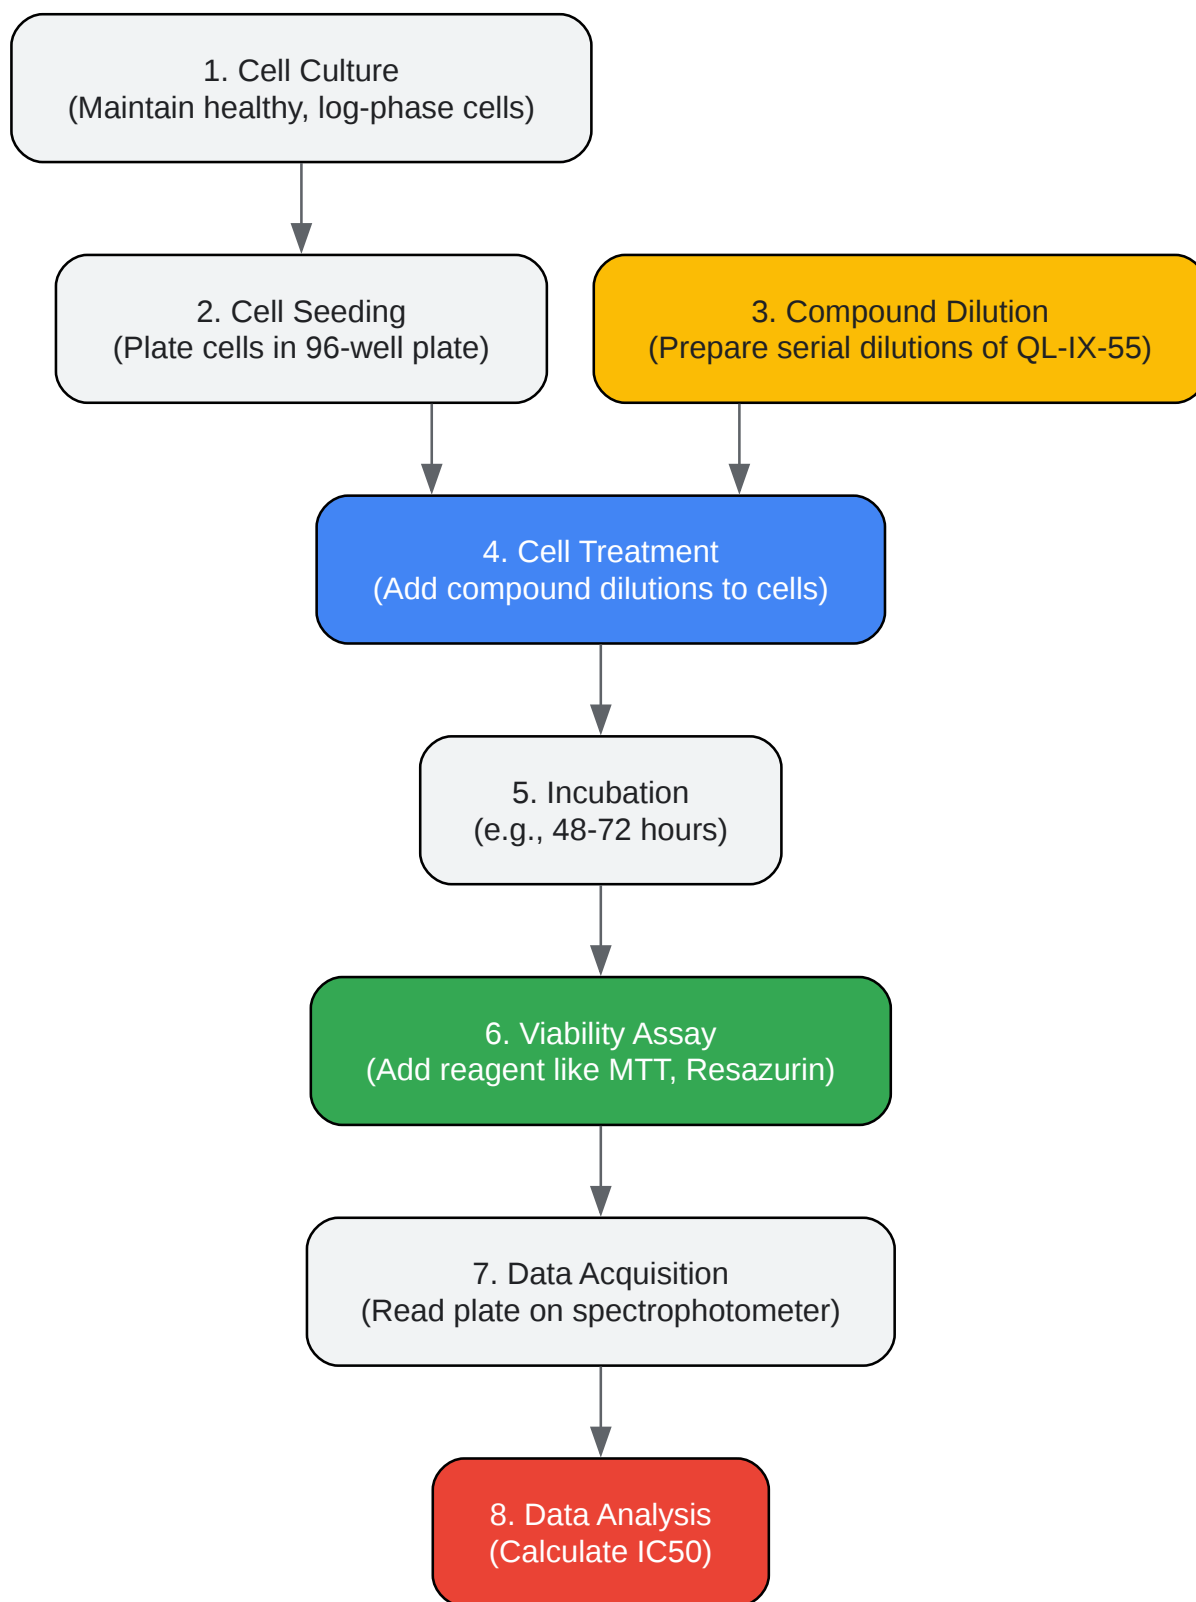 1. Cell Culture
(Maintain healthy, log-phase cells)
2. Cell Seeding
(Plate cells in 96-well plate)
3. Compound Dilution
(Prepare serial dilutions of QL-IX-55)
4. Cell Treatment
(Add compound dilutions to cells)
5. Incubation
(e.g., 48-72 hours)
6. Viability Assay
(Add reagent like MTT, Resazurin)
7. Data Acquisition
(Read plate on spectrophotometer)
8. Data Analysis
(Calculate IC50)